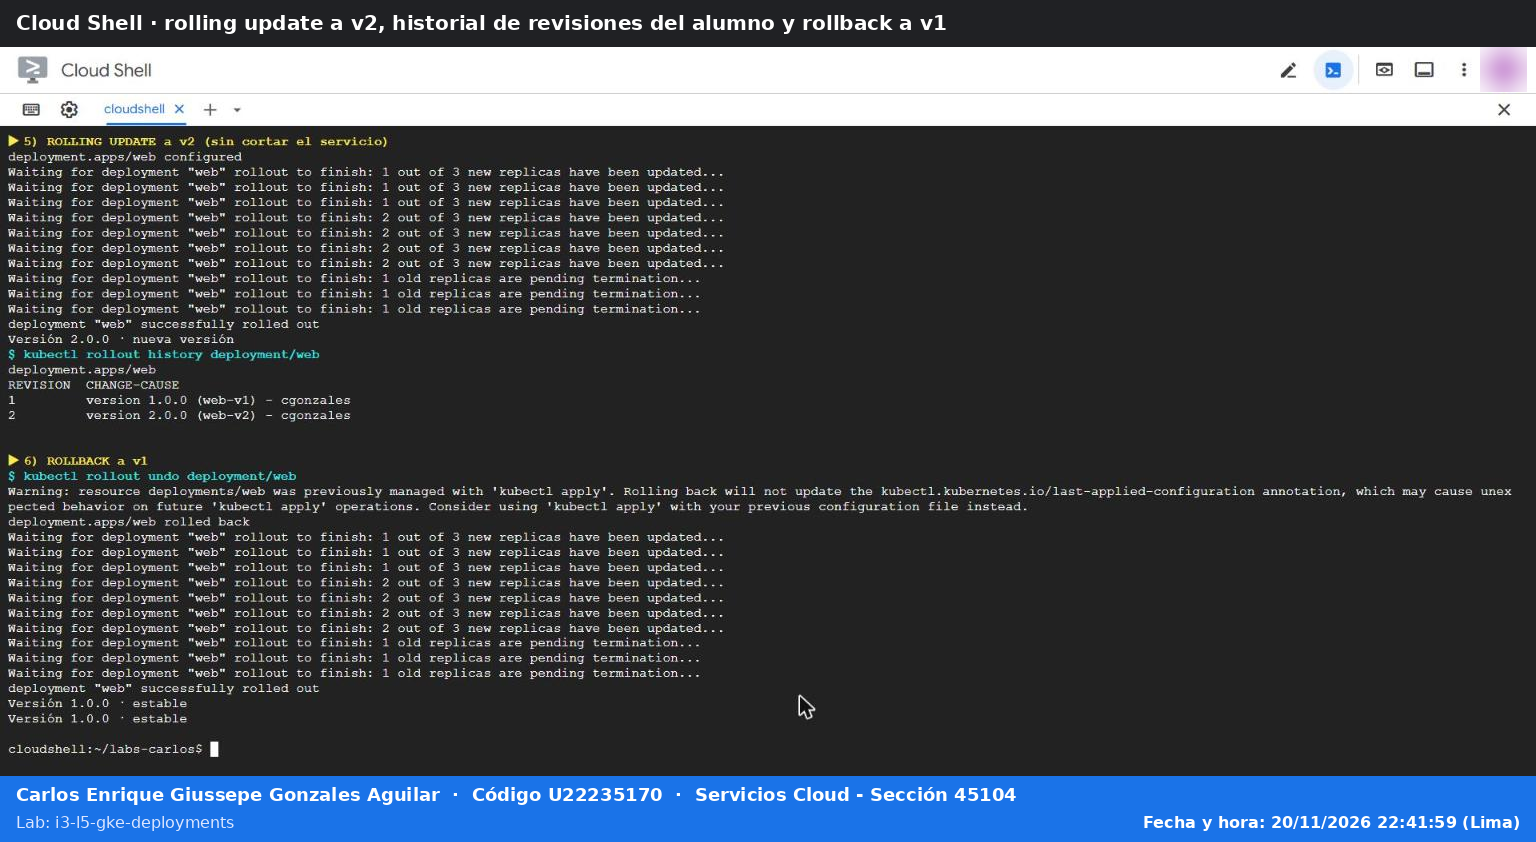 Cloud Shell · rolling update a v2, historial de revisiones del alumno y rollback a v1
Cloud Shell
cloudshell
▶ 5) ROLLING UPDATE a v2 (sin cortar el servicio)
deployment.apps/web configured
Waiting for deployment "web" rollout to finish: 1 out of 3 new replicas have been updated...
Waiting for deployment "web" rollout to finish: 1 out of 3 new replicas have been updated...
Waiting for deployment "web" rollout to finish: 1 out of 3 new replicas have been updated...
Waiting for deployment "web" rollout to finish: 2 out of 3 new replicas have been updated...
Waiting for deployment "web" rollout to finish: 2 out of 3 new replicas have been updated...
Waiting for deployment "web" rollout to finish: 2 out of 3 new replicas have been updated...
Waiting for deployment "web" rollout to finish: 2 out of 3 new replicas have been updated...
Waiting for deployment "web" rollout to finish: 1 old replicas are pending termination...
Waiting for deployment "web" rollout to finish: 1 old replicas are pending termination...
Waiting for deployment "web" rollout to finish: 1 old replicas are pending termination...
deployment "web" successfully rolled out
Versión 2.0.0 · nueva versión
$ kubectl rollout history deployment/web
deployment.apps/web
REVISION  CHANGE-CAUSE
1         version 1.0.0 (web-v1) - cgonzales
2         version 2.0.0 (web-v2) - cgonzales
▶ 6) ROLLBACK a v1
$ kubectl rollout undo deployment/web
Warning: resource deployments/web was previously managed with 'kubectl apply'. Rolling back will not update the kubectl.kubernetes.io/last-applied-configuration annotation, which may cause unex
pected behavior on future 'kubectl apply' operations. Consider using 'kubectl apply' with your previous configuration file instead.
deployment.apps/web rolled back
Waiting for deployment "web" rollout to finish: 1 out of 3 new replicas have been updated...
Waiting for deployment "web" rollout to finish: 1 out of 3 new replicas have been updated...
Waiting for deployment "web" rollout to finish: 1 out of 3 new replicas have been updated...
Waiting for deployment "web" rollout to finish: 2 out of 3 new replicas have been updated...
Waiting for deployment "web" rollout to finish: 2 out of 3 new replicas have been updated...
Waiting for deployment "web" rollout to finish: 2 out of 3 new replicas have been updated...
Waiting for deployment "web" rollout to finish: 2 out of 3 new replicas have been updated...
Waiting for deployment "web" rollout to finish: 1 old replicas are pending termination...
Waiting for deployment "web" rollout to finish: 1 old replicas are pending termination...
Waiting for deployment "web" rollout to finish: 1 old replicas are pending termination...
deployment "web" successfully rolled out
Versión 1.0.0 · estable
Versión 1.0.0 · estable
cloudshell:~/labs-carlos$
Carlos Enrique Giussepe Gonzales Aguilar · Código U22235170 · Servicios Cloud - Sección 45104
Lab: i3-l5-gke-deployments
Fecha y hora: 20/11/2026 22:41:59 (Lima)